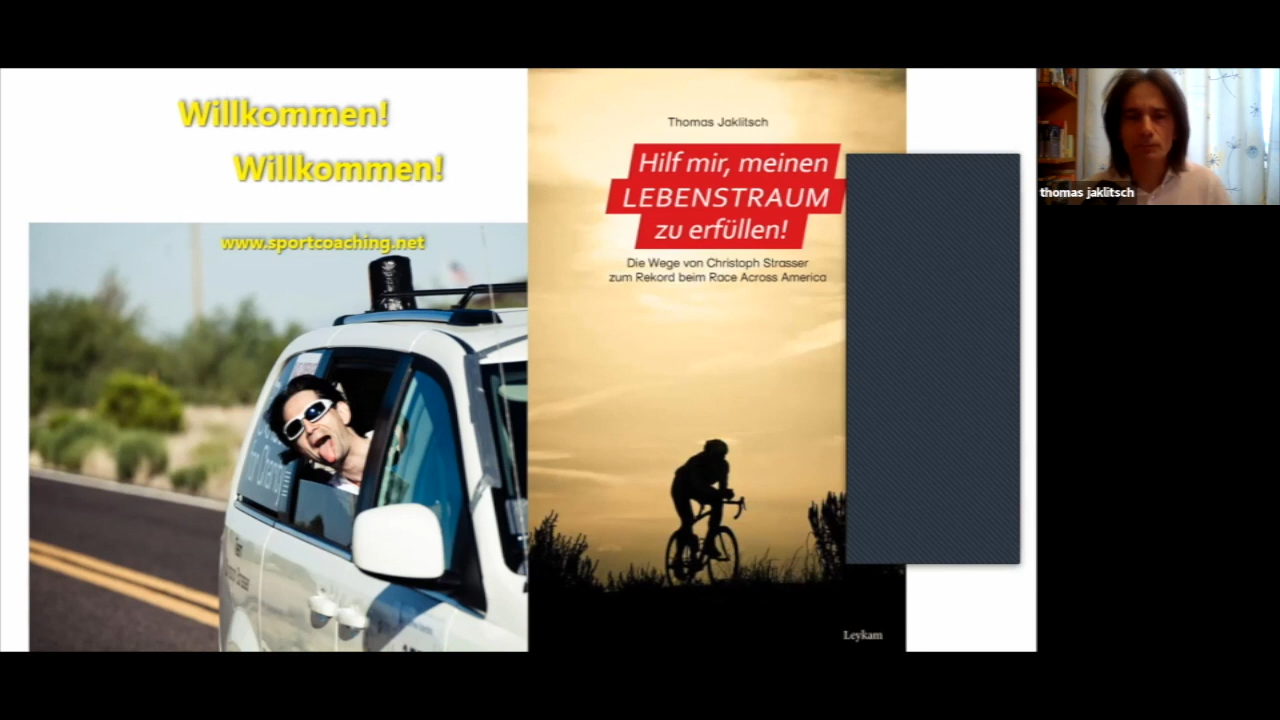 Willkommen!
Willkommen!
www.sportcoaching.net
Thomas Jaklitsch
Hilf mir, meinen
LEBENSTRAUM
zu erfüllen!
Die Wege von Christoph Strasser
zum Rekord beim Race Across America
Leykam
thomas jaklitsch